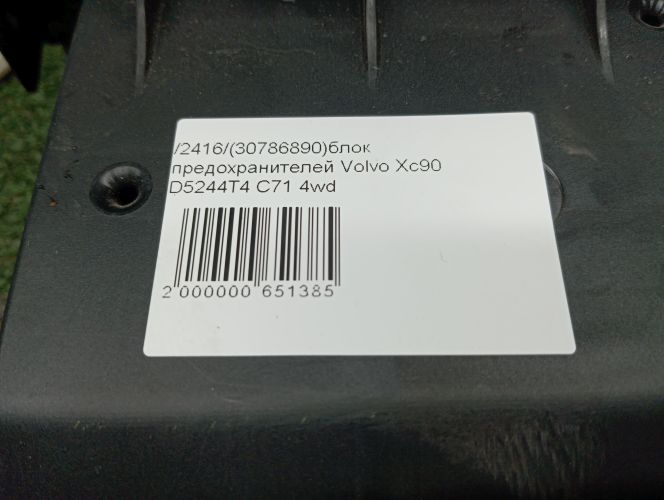 /2416/(30786890)блок
предохранителей Volvo Xc90
D5244T4 C71 4wd
2 000000 651385